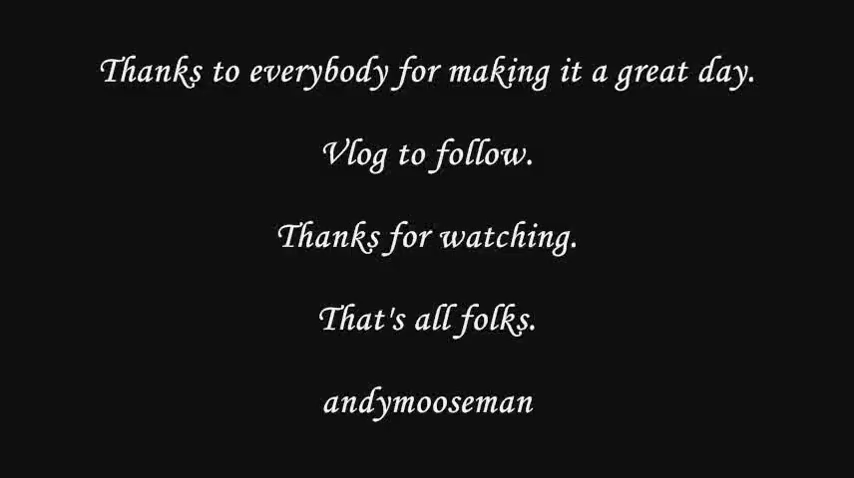 Thanks to everybody for making it a great day.
Vlog to follow.
Thanks for watching.
That's all folks.
andymooseman